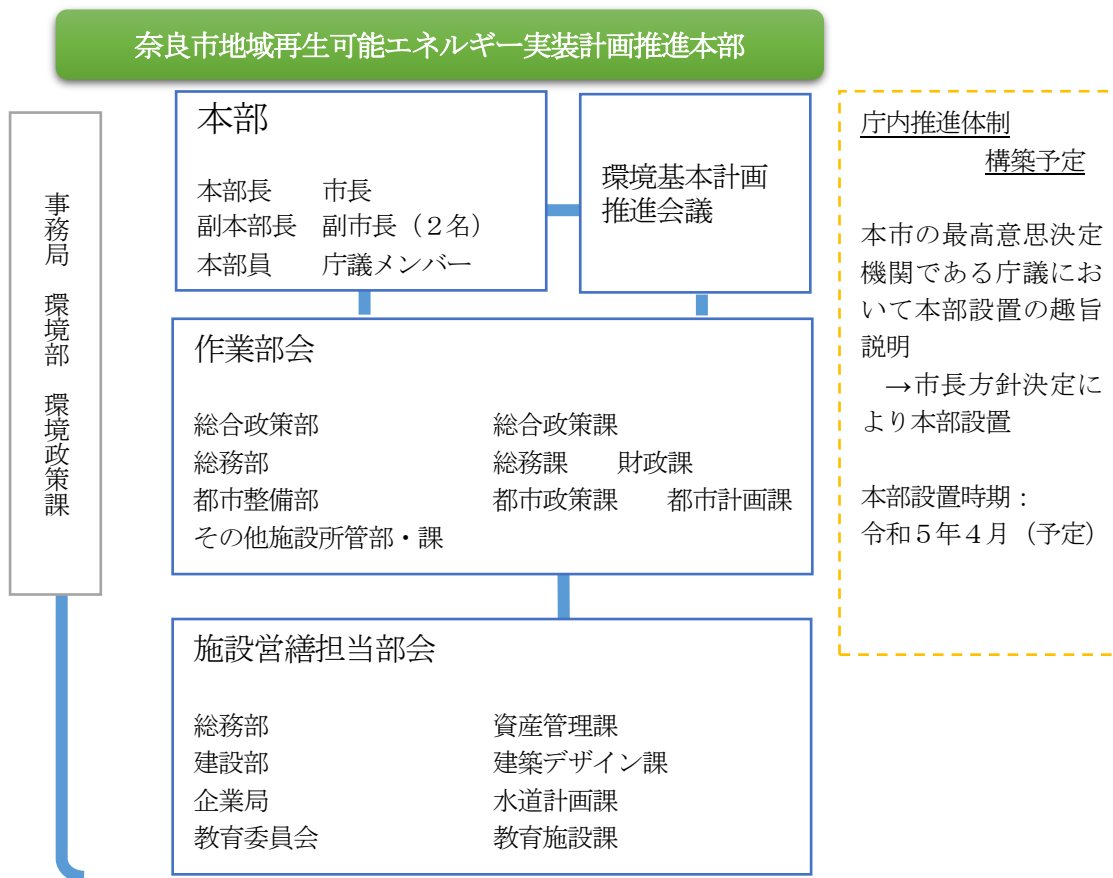 奈良市地域再生可能エネルギー実装計画推進本部
事務局　環境部　環境政策課
本部
本部長　　市長
副本部長　副市長（２名）
本部員　　庁議メンバー
環境基本計画
推進会議
作業部会
総合政策部　　総合政策課
総務部　　総務課　　財政課
都市整備部　　都市政策課　　都市計画課
その他施設所管部・課
施設営繕担当部会
総務部　　資産管理課
建設部　　建築デザイン課
企業局　　水道計画課
教育委員会　　教育施設課
庁内推進体制
構築予定
本市の最高意思決定
機関である庁議にお
いて本部設置の趣旨
説明
→市長方針決定に
より本部設置
本部設置時期：
令和５年４月（予定）